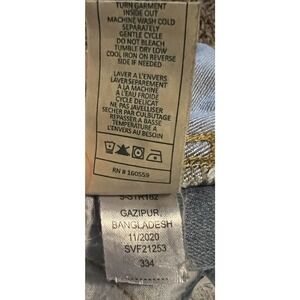 TURN GARMENT
INSIDE OUT
MACHINE WASH COLD
SEPARATELY
GENTLE CYCLE
DO NOT BLEACH
TUMBLE DRY LOW
COOL IRON ON REVERSE
SIDE IF NEEDED
LAVER A L'ENVERS
LAVER SEPAREMENT
A LA MACHINE
A L'EAU FROIDE
CYCLE DELICAT
NE PAS JAVELLISER
SECHER PAR CULBUTAGE
REPASSER A BASSE
TEMPERATURE A
L'ENVERS AU BESOIN
RN # 160559
S-STR162
GAZIPUR,
BANGLADESH
11/2020
SVF21253
334